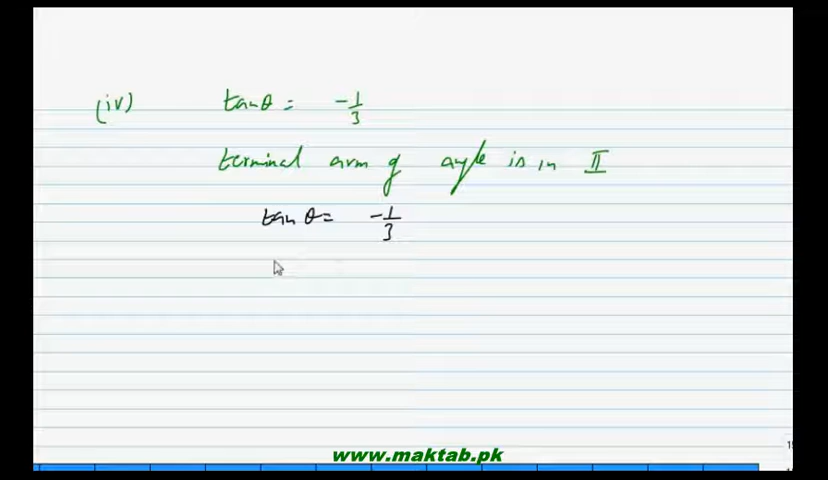 (iv) tanθ = -1/3
terminal arm of angle is in II
tanθ = -1/3
www.maktab.pk